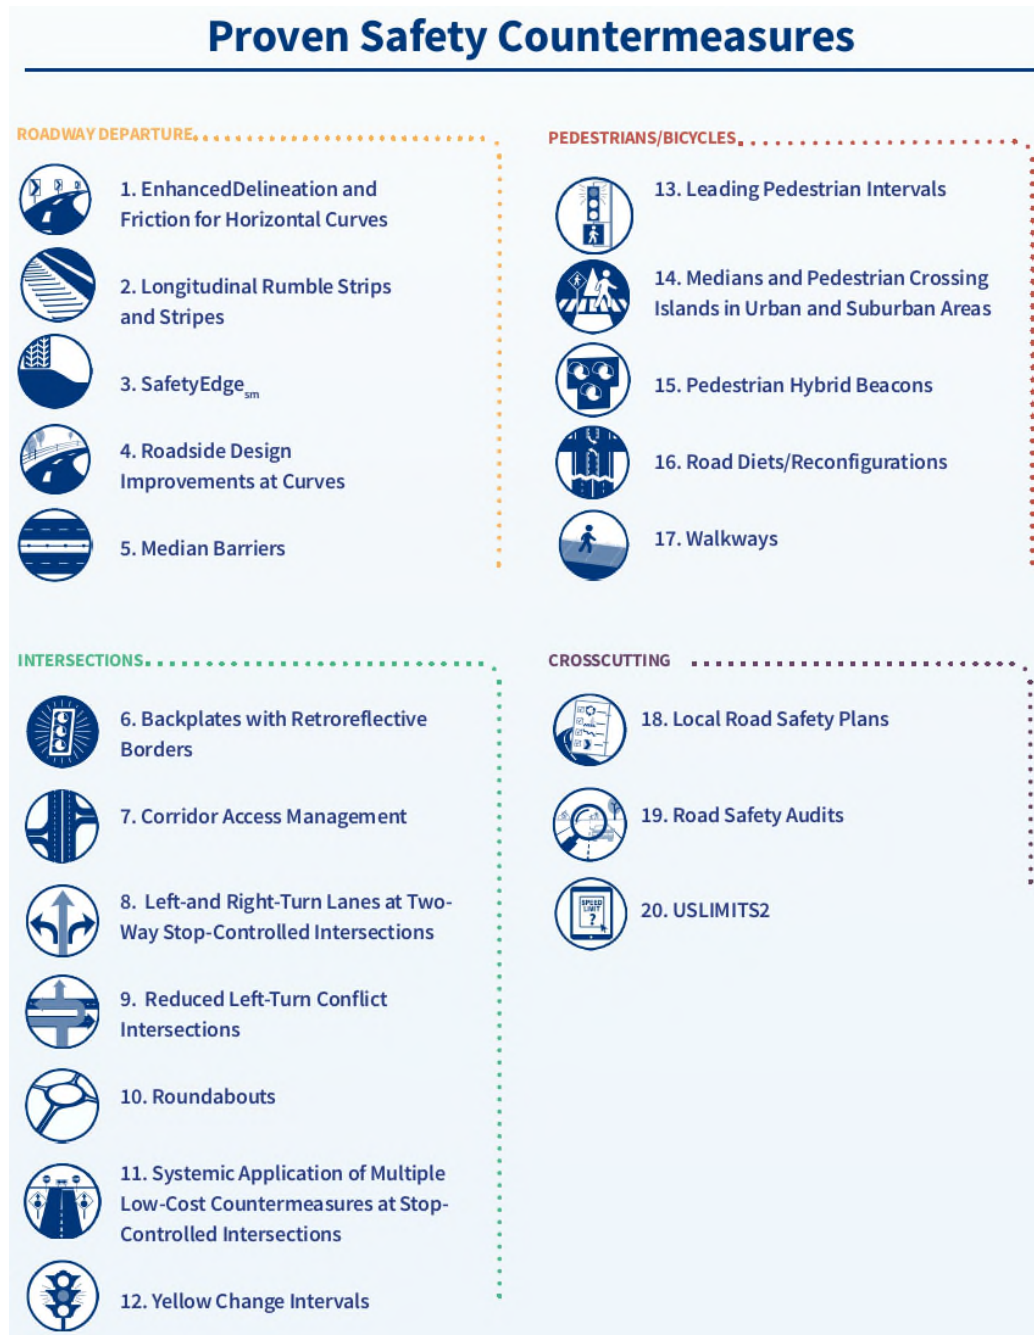 Proven Safety Countermeasures
ROADWAY DEPARTURE
1. EnhancedDelineation and
Friction for Horizontal Curves
2. Longitudinal Rumble Strips
and Stripes
3. SafetyEdge sm
4. Roadside Design
Improvements at Curves
5. Median Barriers
INTERSECTIONS
6. Backplates with Retroreflective
Borders
7. Corridor Access Management
8. Left-and Right-Turn Lanes at Two-
Way Stop-Controlled Intersections
9. Reduced Left-Turn Conflict
Intersections
10. Roundabouts
11. Systemic Application of Multiple
Low-Cost Countermeasures at Stop-
Controlled Intersections
12. Yellow Change Intervals
PEDESTRIANS/BICYCLES
13. Leading Pedestrian Intervals
14. Medians and Pedestrian Crossing
Islands in Urban and Suburban Areas
15. Pedestrian Hybrid Beacons
16. Road Diets/Reconfigurations
17. Walkways
CROSSCUTTING
18. Local Road Safety Plans
19. Road Safety Audits
SPEED
LIMIT
?
20. USLIMITS2